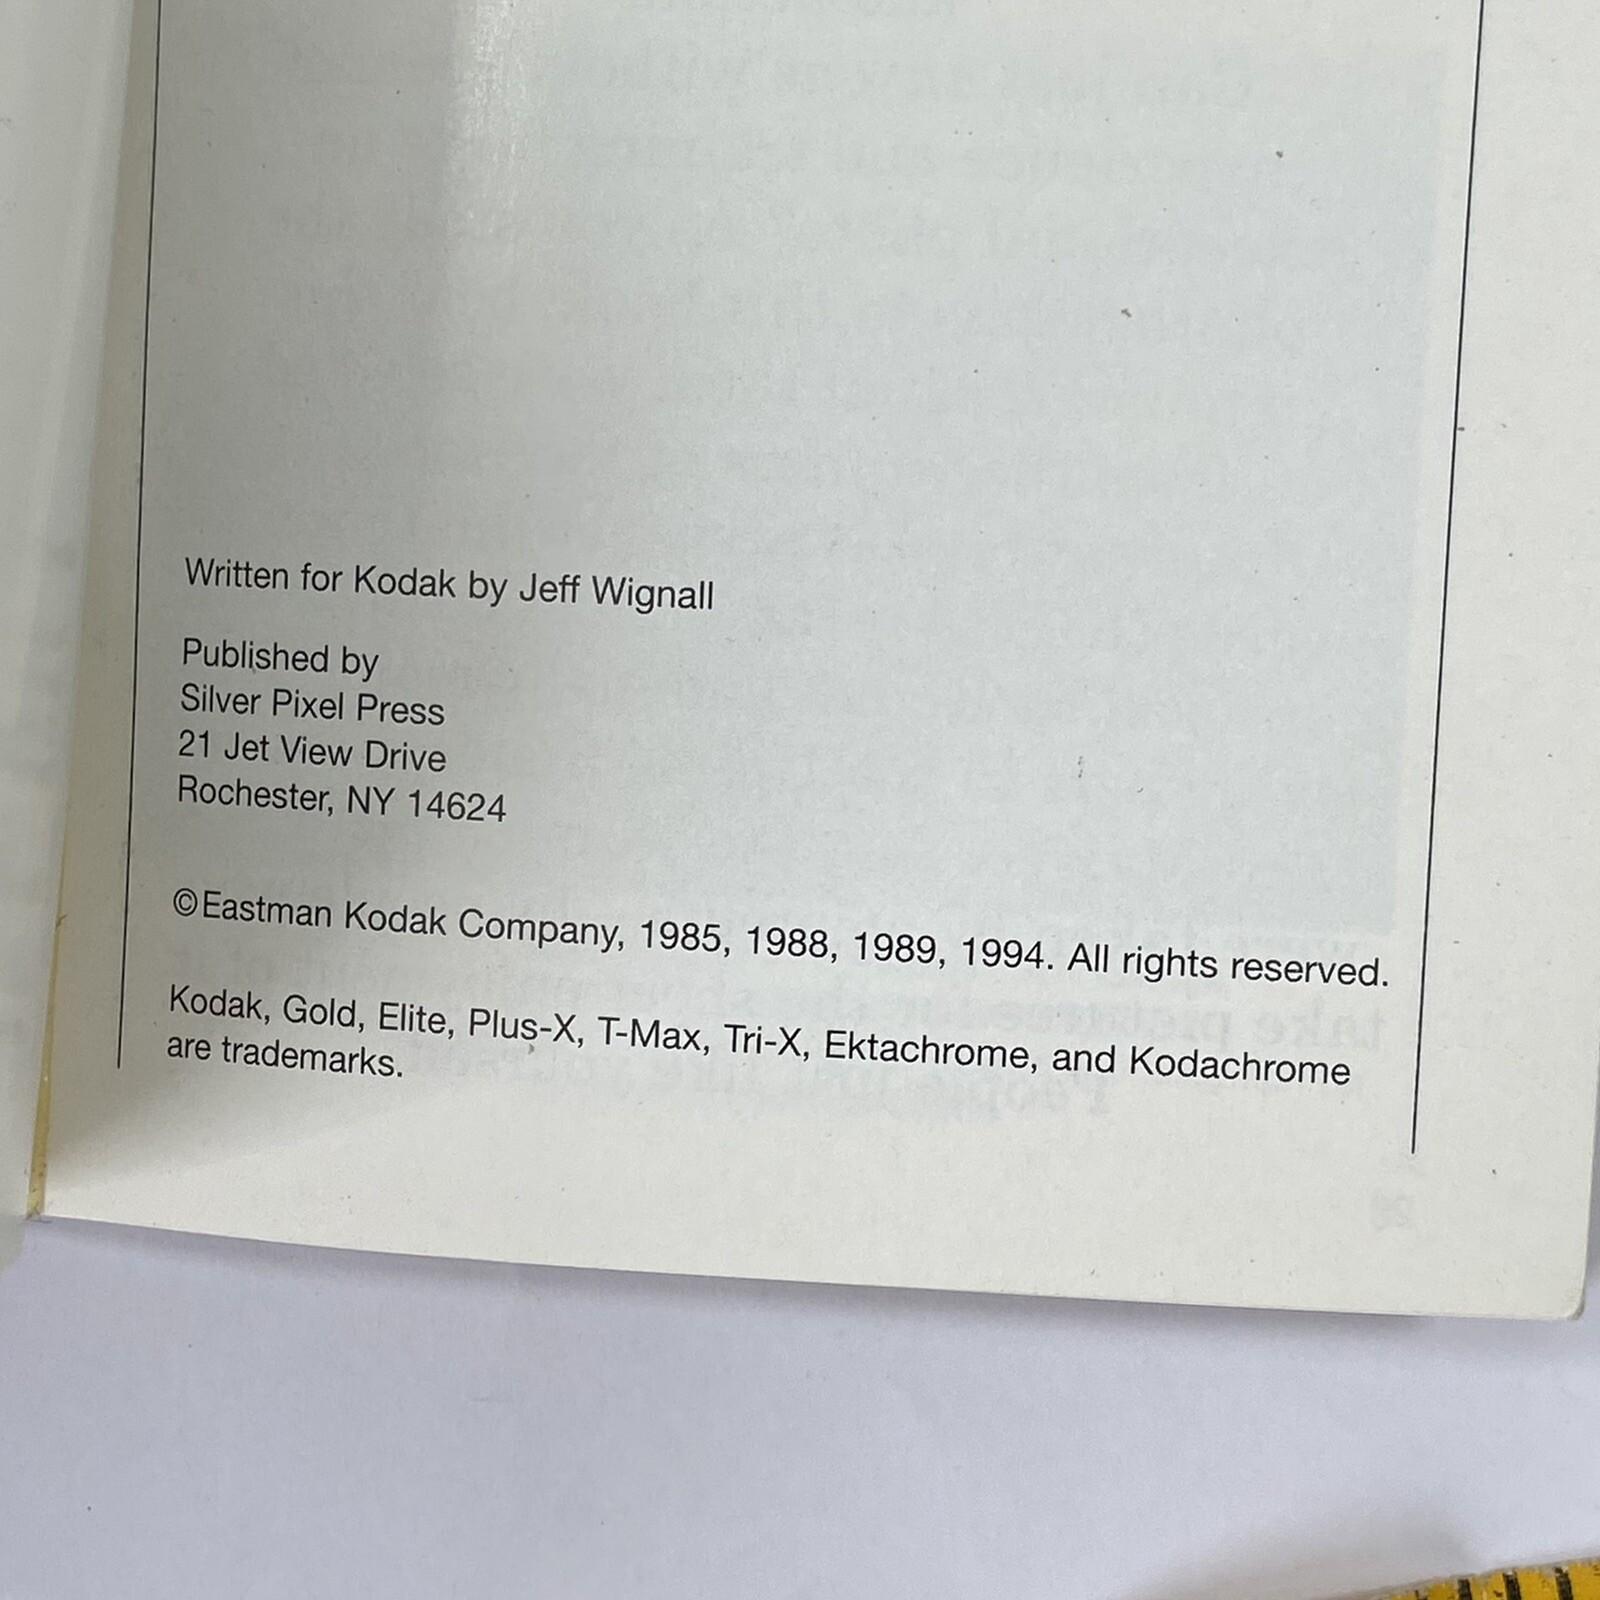 Written for Kodak by Jeff Wignall
Published by
Silver Pixel Press
21 Jet View Drive
Rochester, NY 14624
©Eastman Kodak Company, 1985, 1988, 1989, 1994. All rights reserved.
Kodak, Gold, Elite, Plus-X, T-Max, Tri-X, Ektachrome, and Kodachrome
are trademarks.